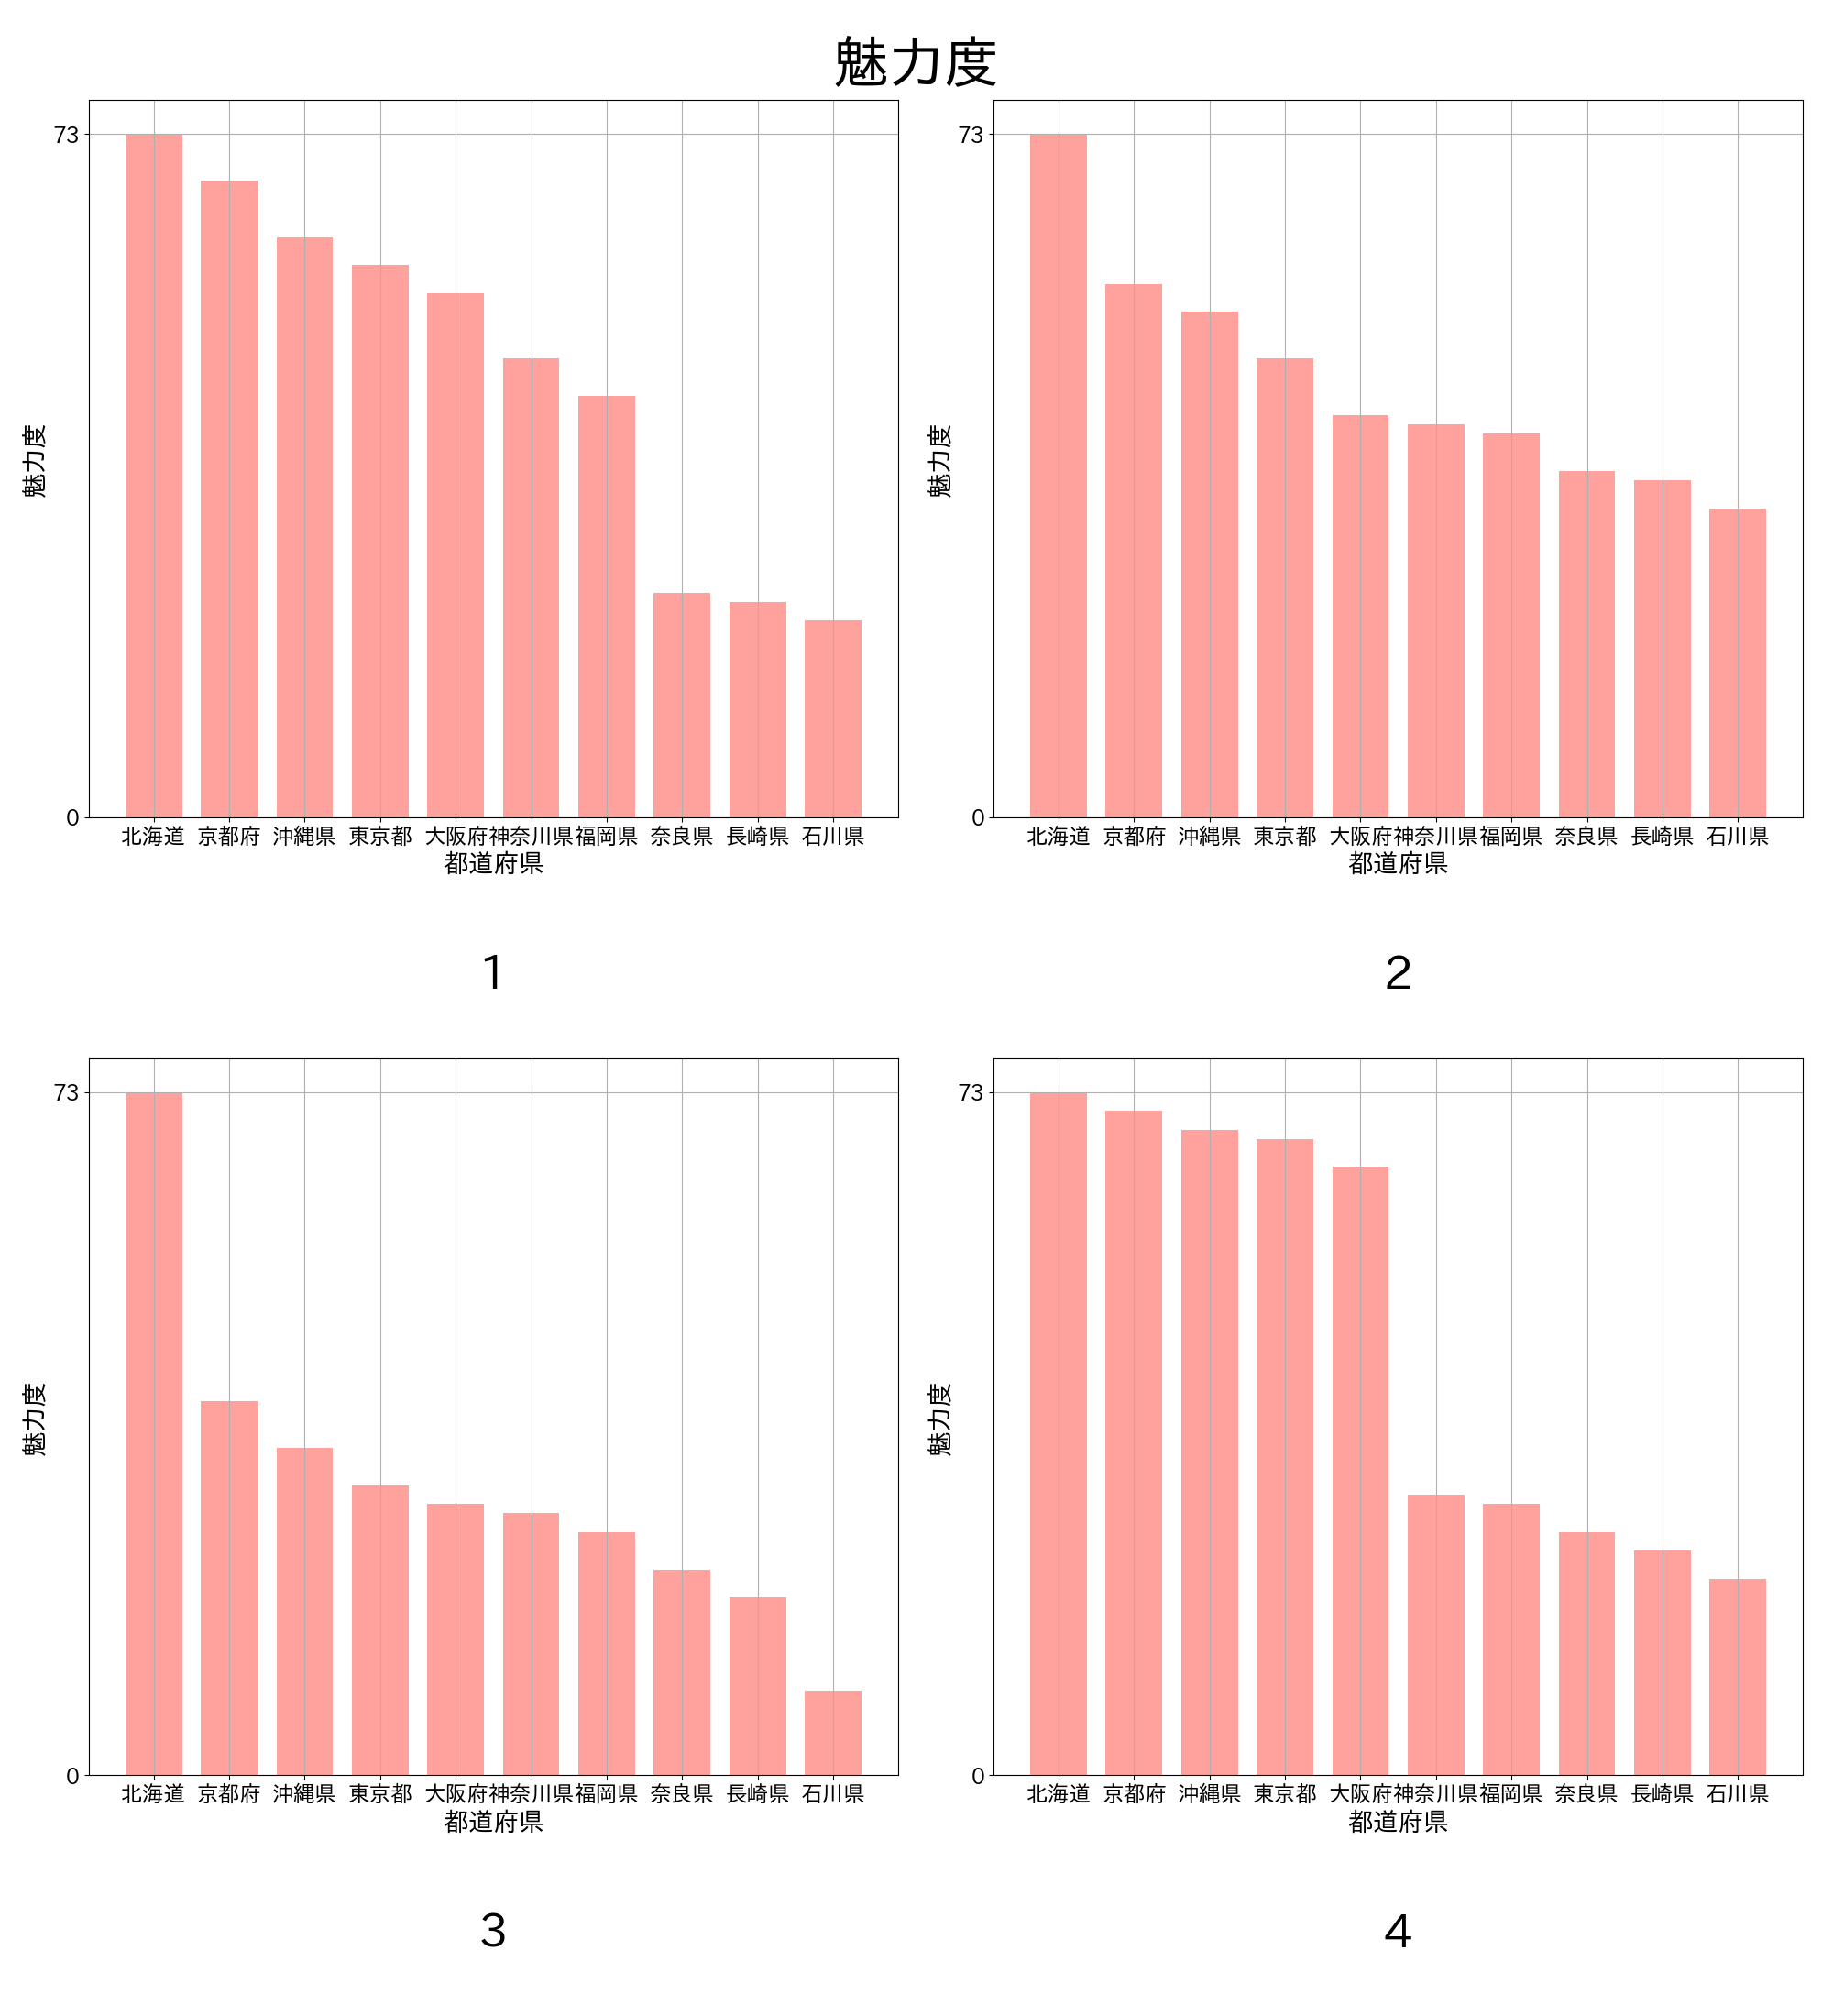 魅力度
73
0
魅力度
北海道 京都府 沖縄県 東京都 大阪府 神奈川県 福岡県 奈良県 長崎県 石川県
都道府県
1
73
0
魅力度
北海道 京都府 沖縄県 東京都 大阪府 神奈川県 福岡県 奈良県 長崎県 石川県
都道府県
2
73
0
魅力度
北海道 京都府 沖縄県 東京都 大阪府 神奈川県 福岡県 奈良県 長崎県 石川県
都道府県
3
73
0
魅力度
北海道 京都府 沖縄県 東京都 大阪府 神奈川県 福岡県 奈良県 長崎県 石川県
都道府県
4